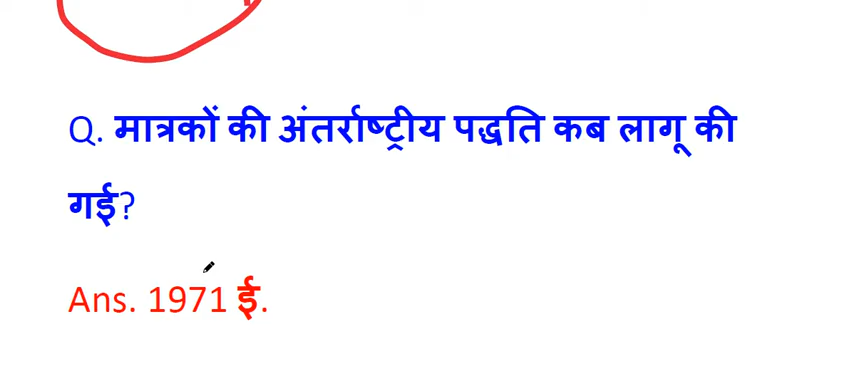 Q. मात्रकों की अंतर्राष्ट्रीय पद्धति कब लागू की
गई?
Ans. 1971 ई.